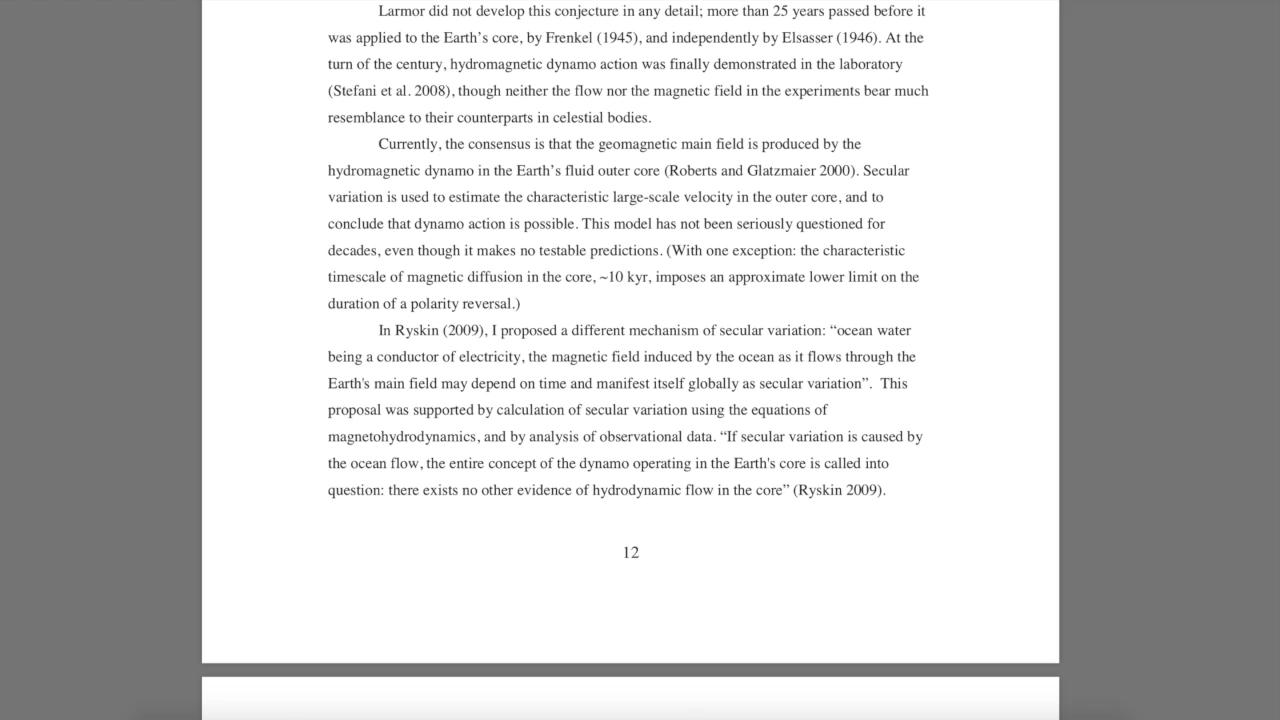 Larmor did not develop this conjecture in any detail; more than 25 years passed before it
was applied to the Earth’s core, by Frenkel (1945), and independently by Elsasser (1946). At the
turn of the century, hydromagnetic dynamo action was finally demonstrated in the laboratory
(Stefani et al. 2008), though neither the flow nor the magnetic field in the experiments bear much
resemblance to their counterparts in celestial bodies.
Currently, the consensus is that the geomagnetic main field is produced by the
hydromagnetic dynamo in the Earth’s fluid outer core (Roberts and Glatzmaier 2000). Secular
variation is used to estimate the characteristic large-scale velocity in the outer core, and to
conclude that dynamo action is possible. This model has not been seriously questioned for
decades, even though it makes no testable predictions. (With one exception: the characteristic
timescale of magnetic diffusion in the core, ~10 kyr, imposes an approximate lower limit on the
duration of a polarity reversal.)
In Ryskin (2009), I proposed a different mechanism of secular variation: “ocean water
being a conductor of electricity, the magnetic field induced by the ocean as it flows through the
Earth's main field may depend on time and manifest itself globally as secular variation”. This
proposal was supported by calculation of secular variation using the equations of
magnetohydrodynamics, and by analysis of observational data. “If secular variation is caused by
the ocean flow, the entire concept of the dynamo operating in the Earth's core is called into
question: there exists no other evidence of hydrodynamic flow in the core” (Ryskin 2009).
12